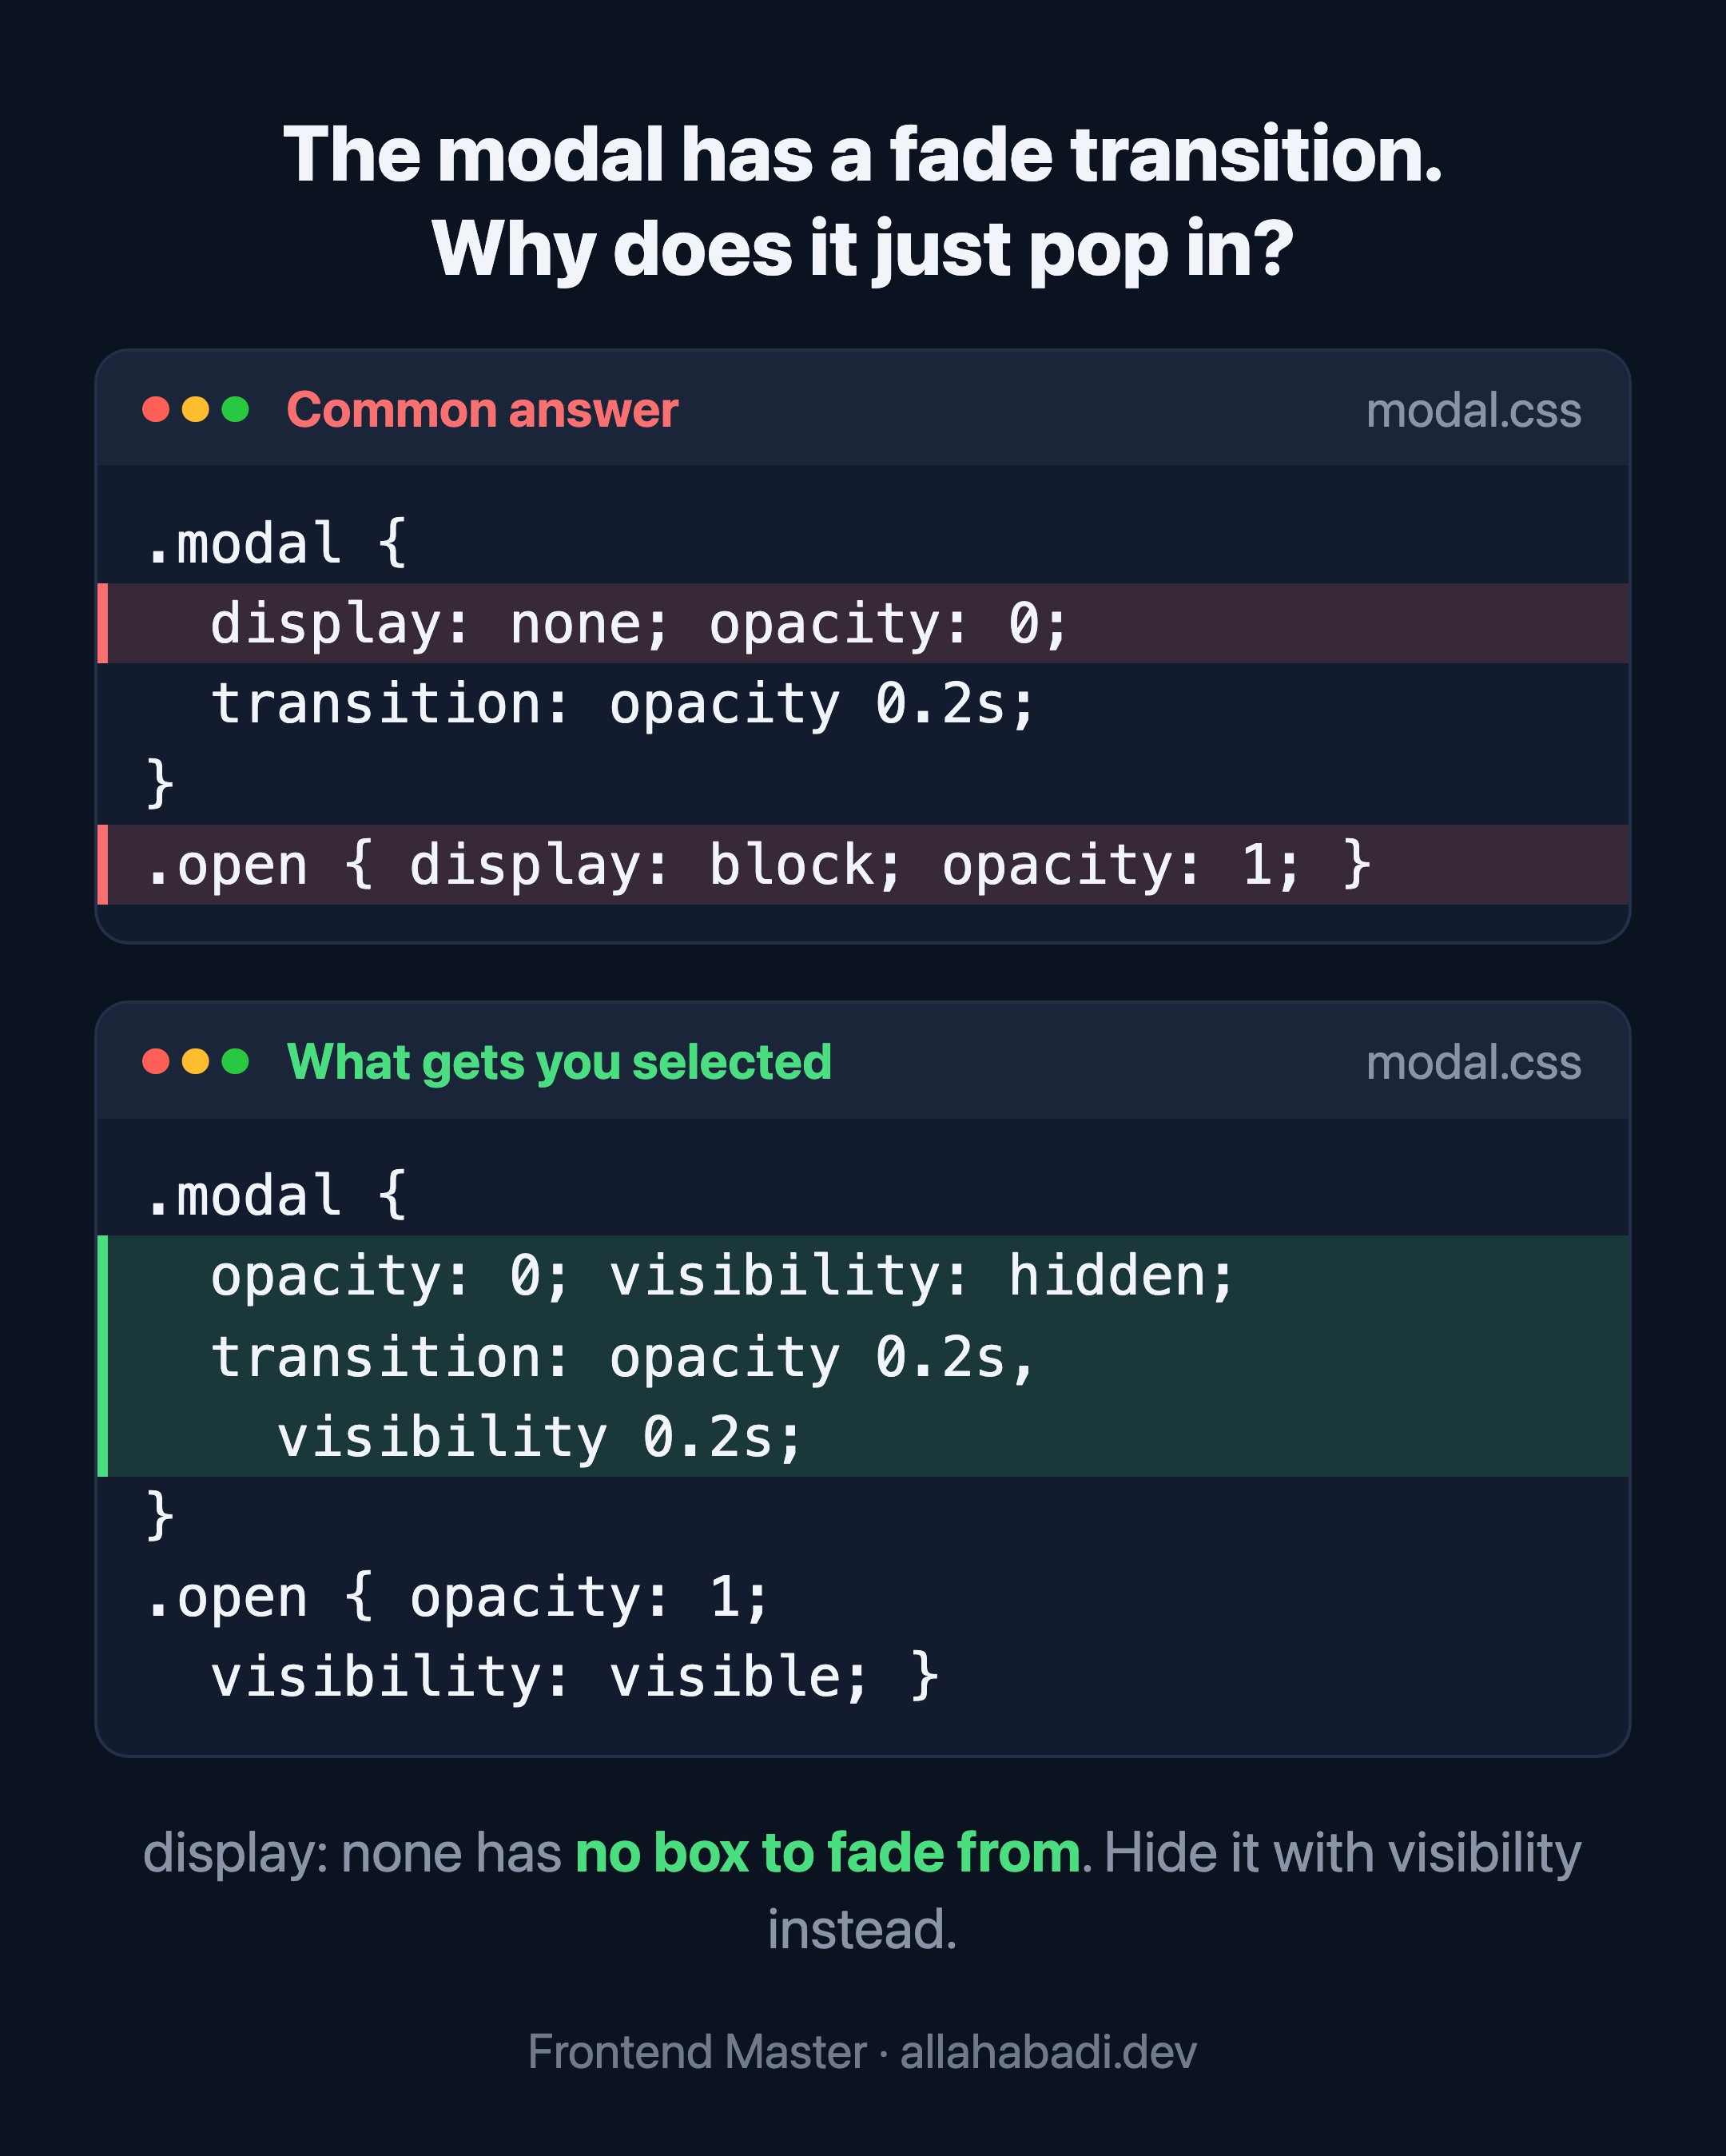 The modal has a fade transition.
Why does it just pop in?
Common answer modal.css
.modal {
  display: none; opacity: 0;
  transition: opacity 0.2s;
}
.open { display: block; opacity: 1; }
What gets you selected modal.css
.modal {
  opacity: 0; visibility: hidden;
  transition: opacity 0.2s,
    visibility 0.2s;
}
.open { opacity: 1;
  visibility: visible; }
display: none has no box to fade from. Hide it with visibility
instead.
Frontend Master · allahabadi.dev